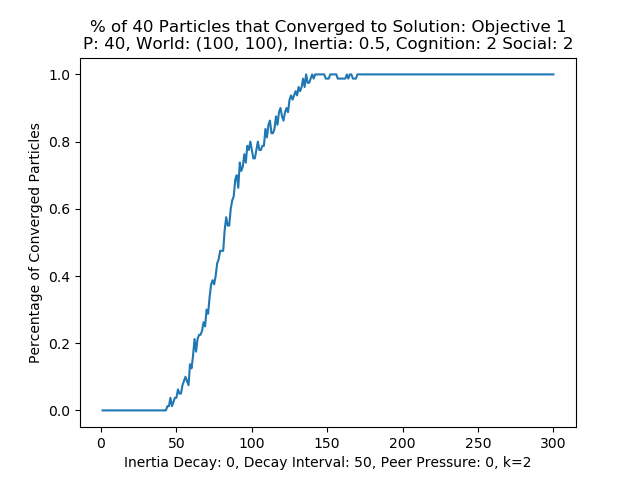 % of 40 Particles that Converged to Solution: Objective 1
P: 40, World: (100, 100), Inertia: 0.5, Cognition: 2 Social: 2
1.0
0.8
0.6
0.4
0.2
0.0
Percentage of Converged Particles
0 50 100 150 200 250 300
Inertia Decay: 0, Decay Interval: 50, Peer Pressure: 0, k=2